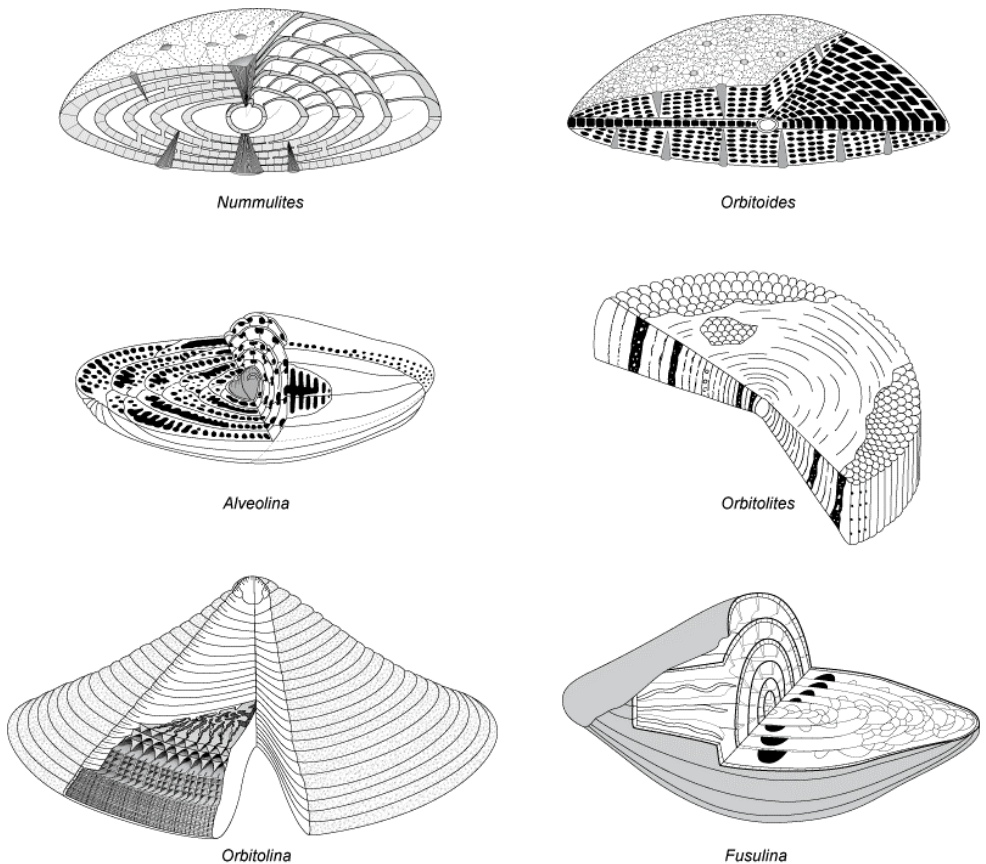 Nummulites
Orbitoides
Alveolina
Orbitolites
Orbitolina
Fusulina